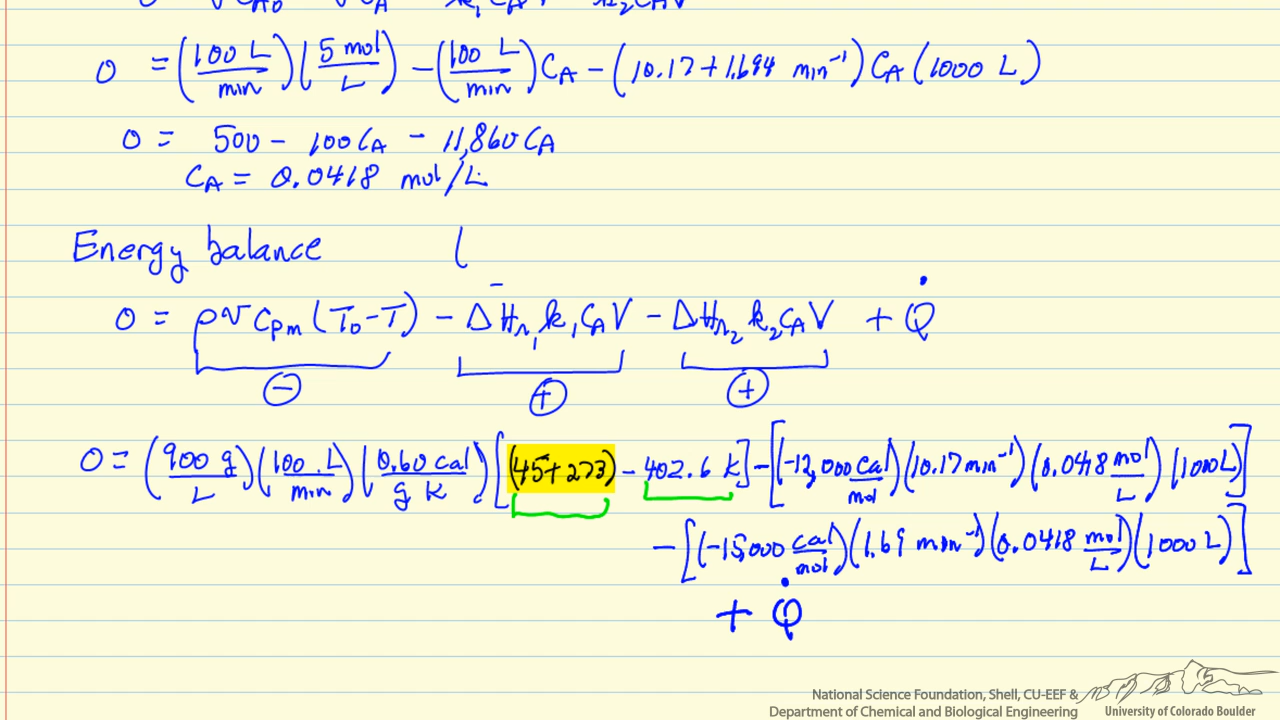 0 = (100 L/min)(5 mol/L) − (100 L/min) C_A − (10.17 + 1.694 min⁻¹) C_A (1000 L)
0 = 500 − 100 C_A − 11,860 C_A
C_A = 0.0418 mol/L
Energy balance (
0 = ρ v C_pm (T_0 − T) − ΔH_r1 k_1 C_A V − ΔH_r2 k_2 C_A V + Q̇
− + +
0 = (900 g/L)(100. L/min)(0.60 cal/g K)[(45+273) − 402.6 K] − [(−12,000 cal/mol)(10.17 min⁻¹)(0.0418 mol/L)(1000 L)]
− [(−15,000 cal/mol)(1.69 min⁻¹)(0.0418 mol/L)(1000 L)]
+ Q̇
National Science Foundation, Shell, CU-EEF &
Department of Chemical and Biological Engineering
University of Colorado Boulder